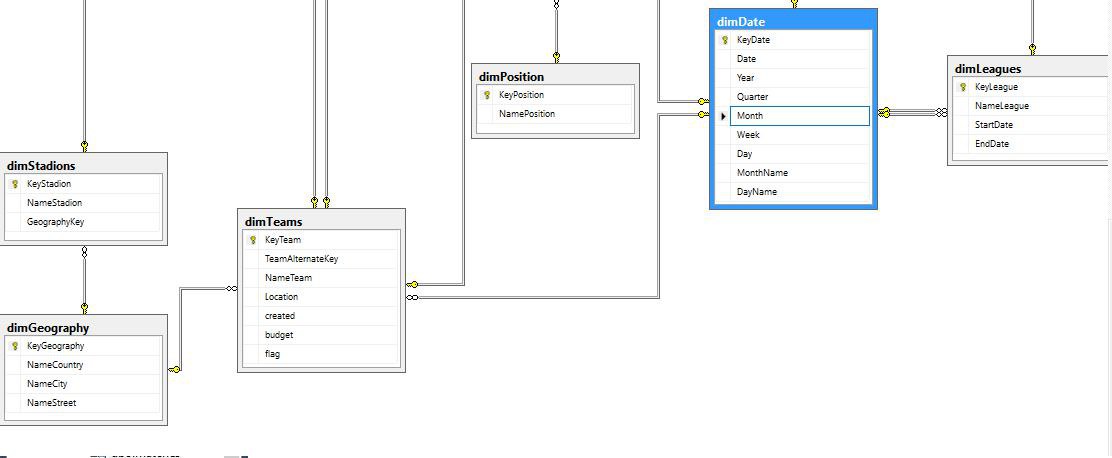 dimDate
KeyDate
Date
Year
Quarter
Month
Week
Day
MonthName
DayName
dimPosition
KeyPosition
NamePosition
dimLeagues
KeyLeague
NameLeague
StartDate
EndDate
dimStadions
KeyStadion
NameStadion
GeographyKey
dimTeams
KeyTeam
TeamAlternateKey
NameTeam
Location
created
budget
flag
dimGeography
KeyGeography
NameCountry
NameCity
NameStreet